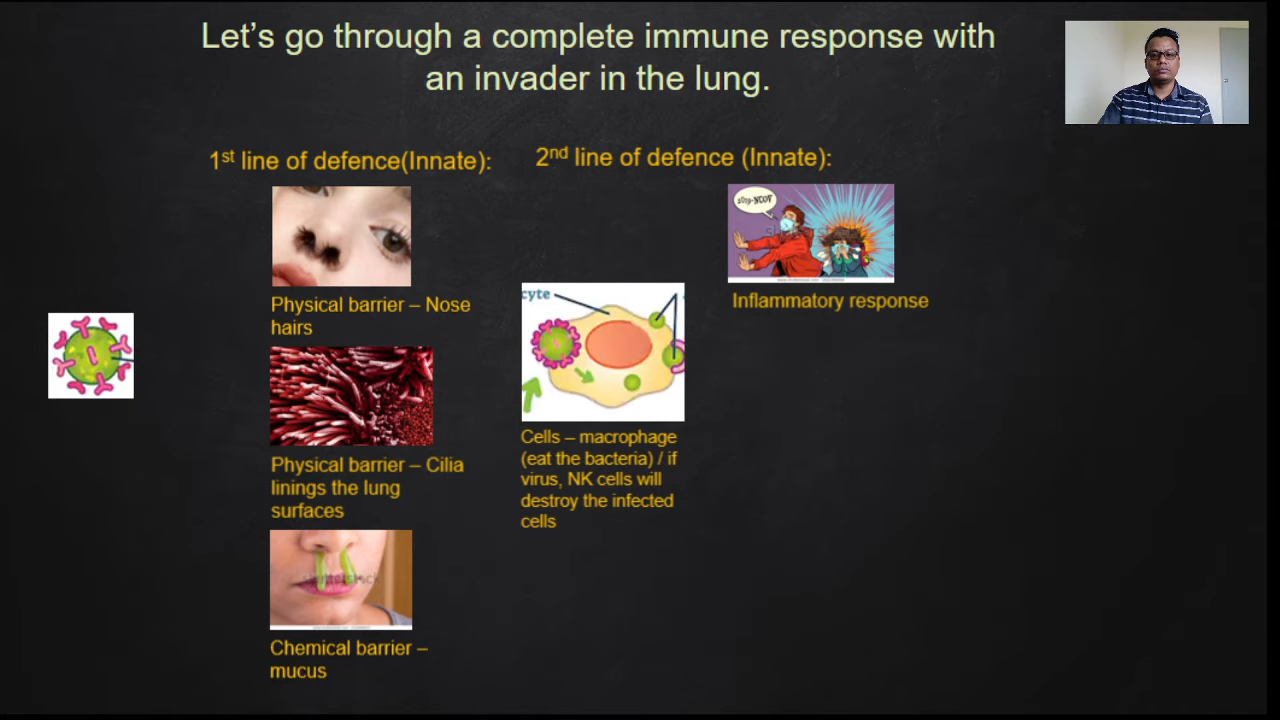 Let’s go through a complete immune response with
an invader in the lung.
1st line of defence(Innate):
Physical barrier – Nose
hairs
Physical barrier – Cilia
linings the lung
surfaces
Chemical barrier –
mucus
2nd line of defence (Innate):
cyte
Cells – macrophage
(eat the bacteria) / if
virus, NK cells will
destroy the infected
cells
2019-NCOV
Inflammatory response